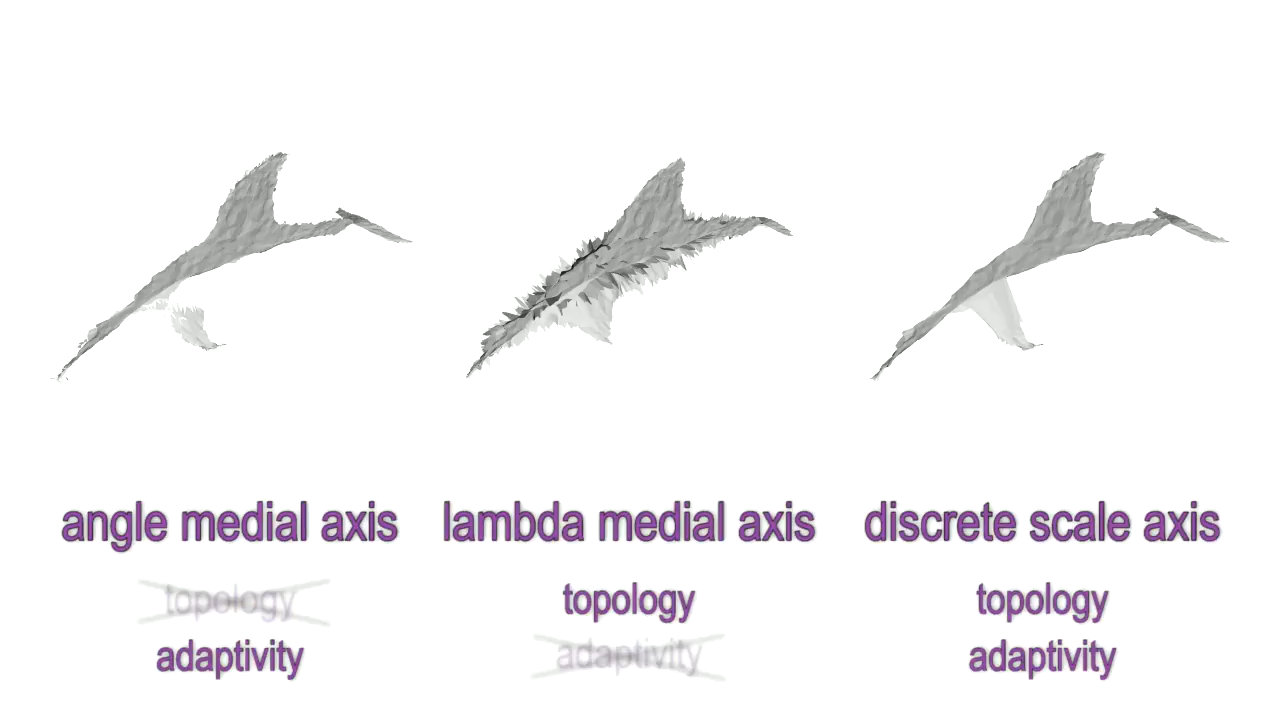 angle medial axis
topology
adaptivity
lambda medial axis
topology
adaptivity
discrete scale axis
topology
adaptivity